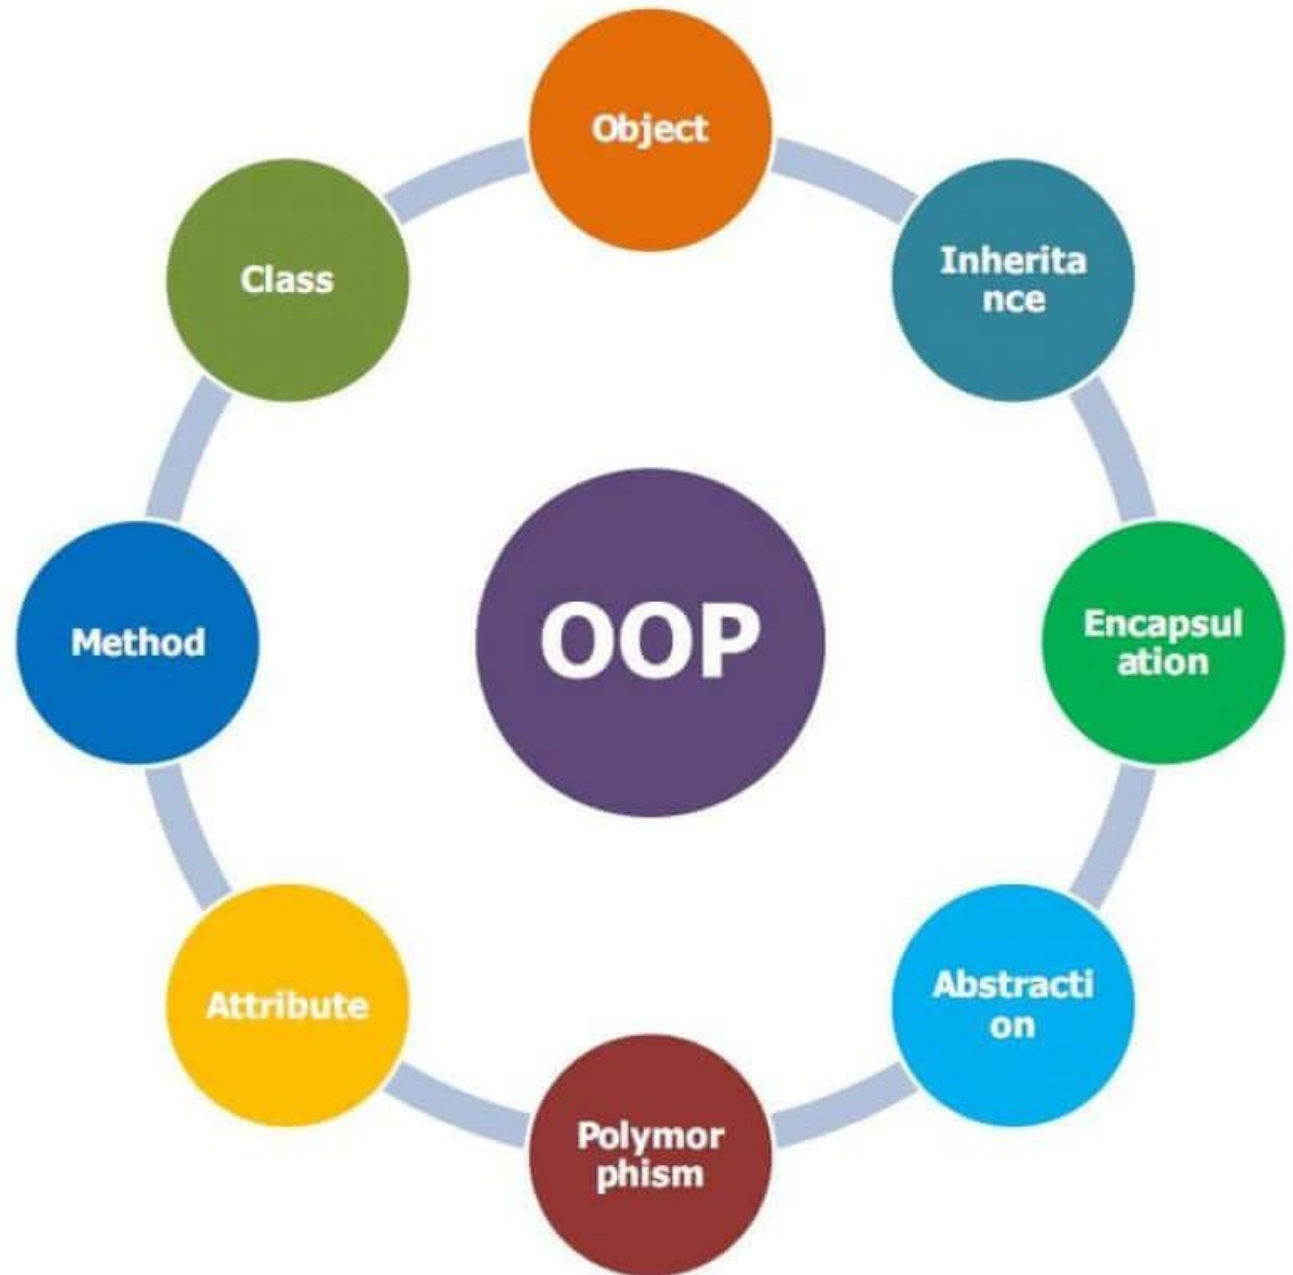 Object
Inherita
nce
Encapsul
ation
Abstracti
on
Polymor
phism
Attribute
Method
Class
OOP